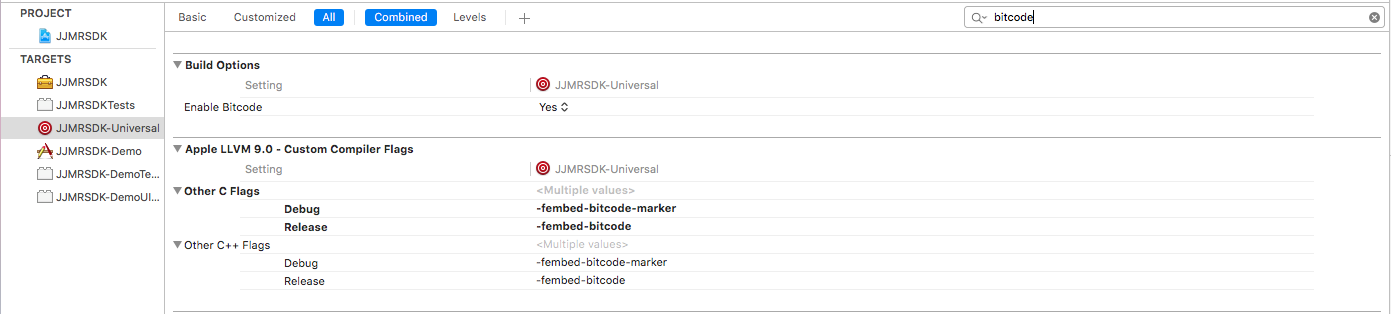 PROJECT
JJMRSDK
TARGETS
JJMRSDK
JJMRSDKTests
JJMRSDK-Universal
JJMRSDK-Demo
JJMRSDK-DemoTe...
JJMRSDK-DemoUI...
Basic Customized All Combined Levels + bitcode
Build Options
Setting JJMRSDK-Universal
Enable Bitcode Yes
Apple LLVM 9.0 - Custom Compiler Flags
Setting JJMRSDK-Universal
Other C Flags <Multiple values>
Debug -fembed-bitcode-marker
Release -fembed-bitcode
Other C++ Flags <Multiple values>
Debug -fembed-bitcode-marker
Release -fembed-bitcode